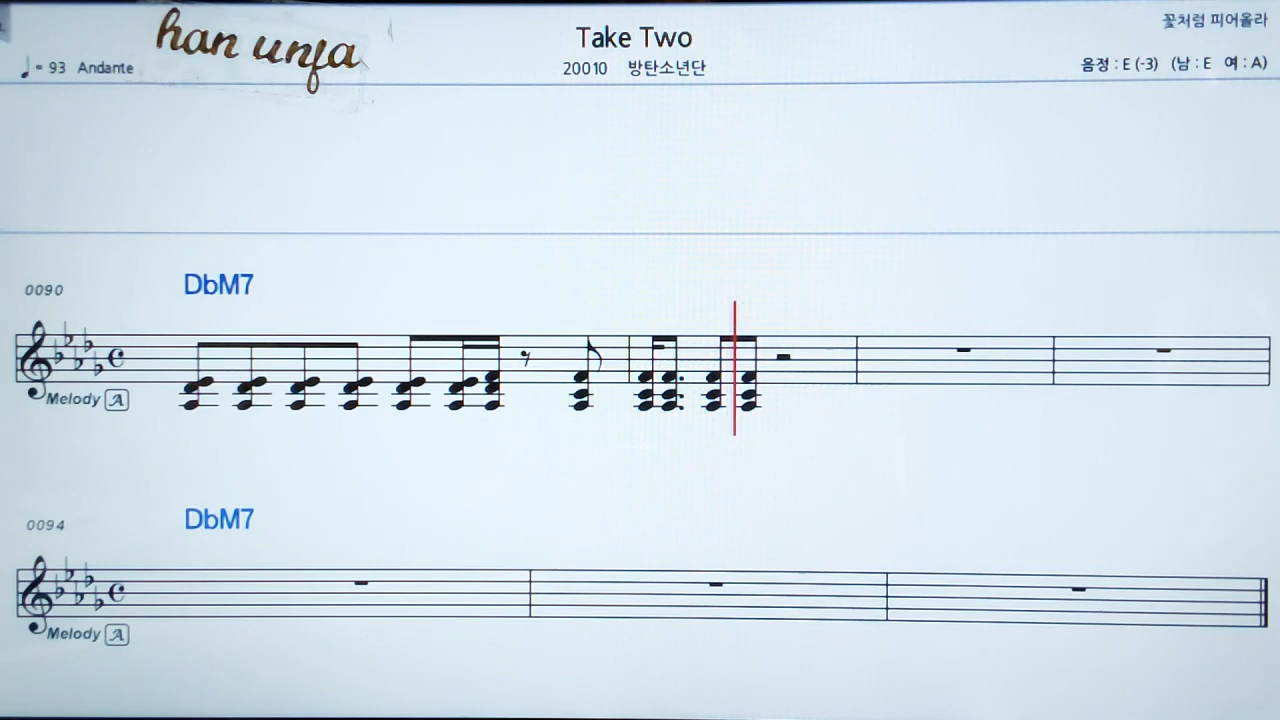 han unja
Take Two
꽃처럼 피어올라
= 93 Andante
20010 방탄소년단
음정 : E (-3) (남 : E 여 : A)
0090
DbM7
Melody A
0094
DbM7
Melody A